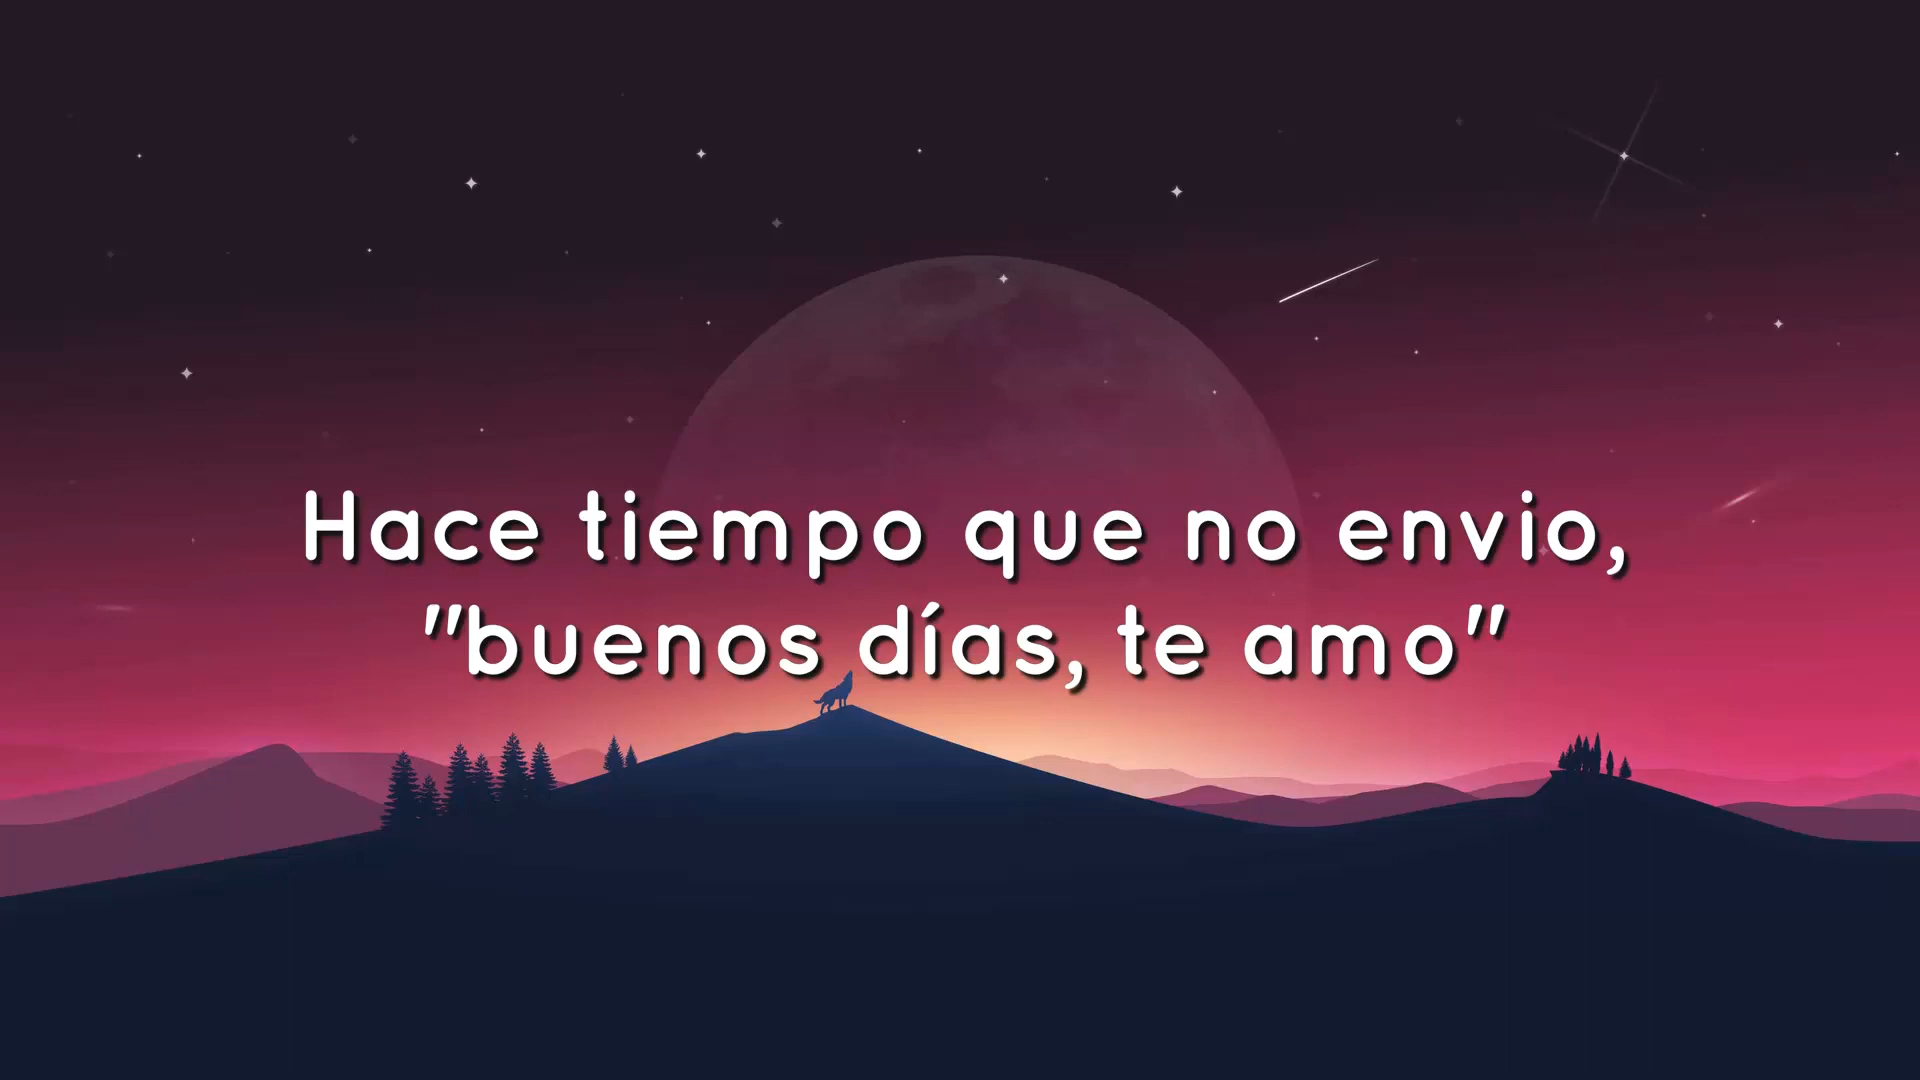 Hace tiempo que no envio,
"buenos días, te amo"